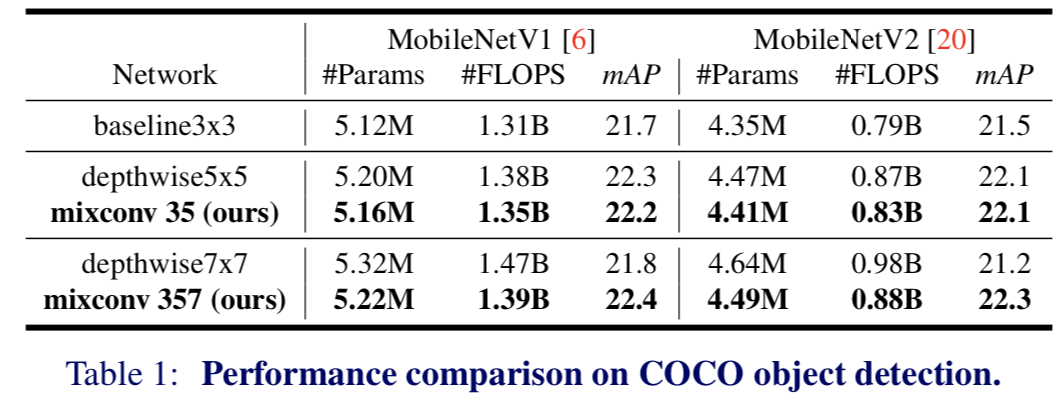 MobileNetV1 [6] MobileNetV2 [20]
Network #Params #FLOPS mAP #Params #FLOPS mAP
baseline3x3 5.12M 1.31B 21.7 4.35M 0.79B 21.5
depthwise5x5 5.20M 1.38B 22.3 4.47M 0.87B 22.1
mixconv 35 (ours) 5.16M 1.35B 22.2 4.41M 0.83B 22.1
depthwise7x7 5.32M 1.47B 21.8 4.64M 0.98B 21.2
mixconv 357 (ours) 5.22M 1.39B 22.4 4.49M 0.88B 22.3
Table 1: Performance comparison on COCO object detection.